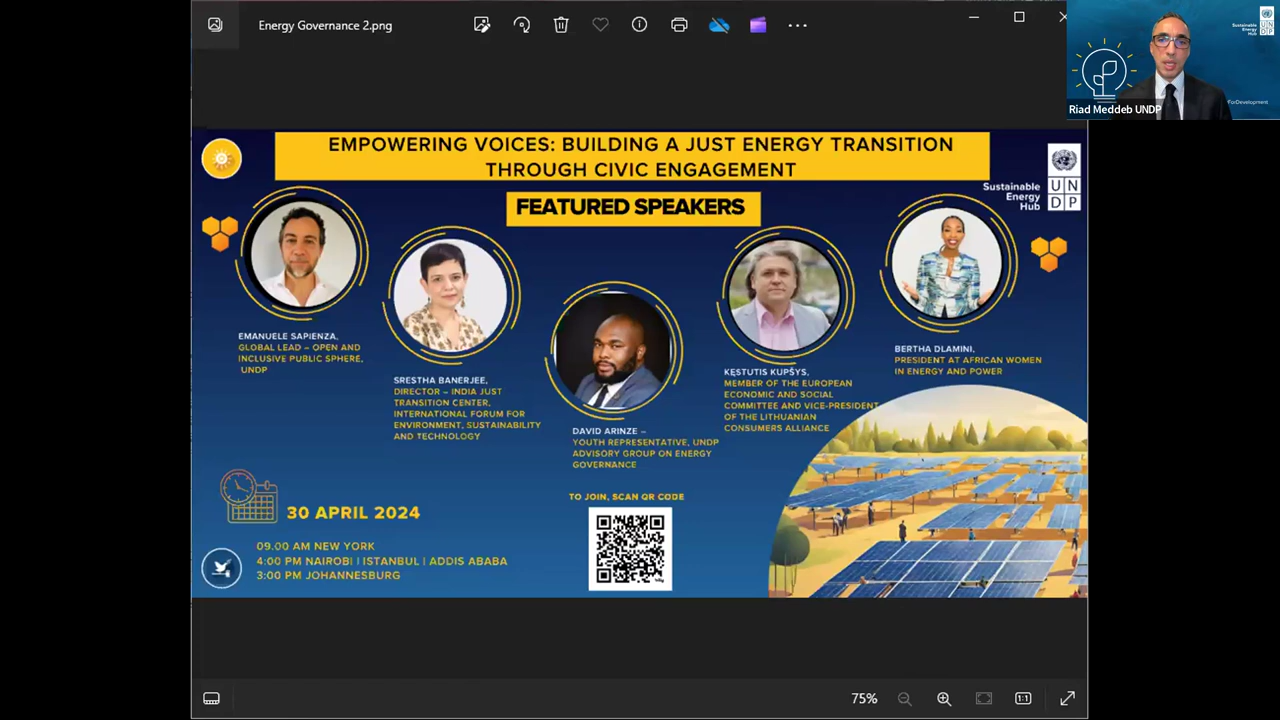 Energy Governance 2.png
Sustainable
Energy
Hub
U N
D P
Riad Meddeb UNDP
EMPOWERING VOICES: BUILDING A JUST ENERGY TRANSITION
THROUGH CIVIC ENGAGEMENT
FEATURED SPEAKERS
Sustainable
Energy
Hub
U N
D P
EMANUELE SAPIENZA,
GLOBAL LEAD – OPEN AND
INCLUSIVE PUBLIC SPHERE,
UNDP
SRESTHA BANERJEE,
DIRECTOR – INDIA JUST
TRANSITION CENTER,
INTERNATIONAL FORUM FOR
ENVIRONMENT, SUSTAINABILITY
AND TECHNOLOGY
DAVID ARINZE –
YOUTH REPRESENTATIVE, UNDP
ADVISORY GROUP ON ENERGY
GOVERNANCE
KĘSTUTIS KUPŠYS,
MEMBER OF THE EUROPEAN
ECONOMIC AND SOCIAL
COMMITTEE AND VICE-PRESIDENT
OF THE LITHUANIAN
CONSUMERS ALLIANCE
BERTHA DLAMINI,
PRESIDENT AT AFRICAN WOMEN
IN ENERGY AND POWER
TO JOIN, SCAN QR CODE
30 APRIL 2024
09.00 AM NEW YORK
4:00 PM NAIROBI | ISTANBUL | ADDIS ABABA
3:00 PM JOHANNESBURG
75%
1:1